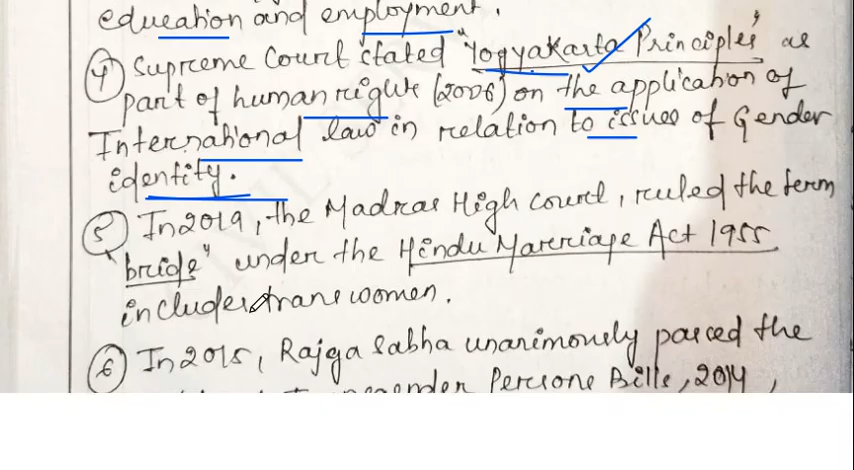 education and employment.
④ Supreme Court stated "Yogyakarta Principles" as
part of human rights (2006) on the application of
International law in relation to issues of Gender
identity.
⑤ In 2019, the Madras High court, ruled the term
"bride" under the Hindu Marriage Act 1955
includes trans women.
⑥ In 2015, Rajya Sabha unanimously passed the
Persons Bills, 2014,